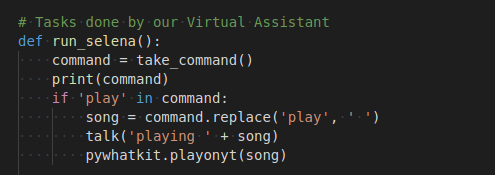 # Tasks done by our Virtual Assistant
def run_selena():
    command = take_command()
    print(command)
    if 'play' in command:
        song = command.replace('play', ' ')
        talk('playing ' + song)
        pywhatkit.playonyt(song)